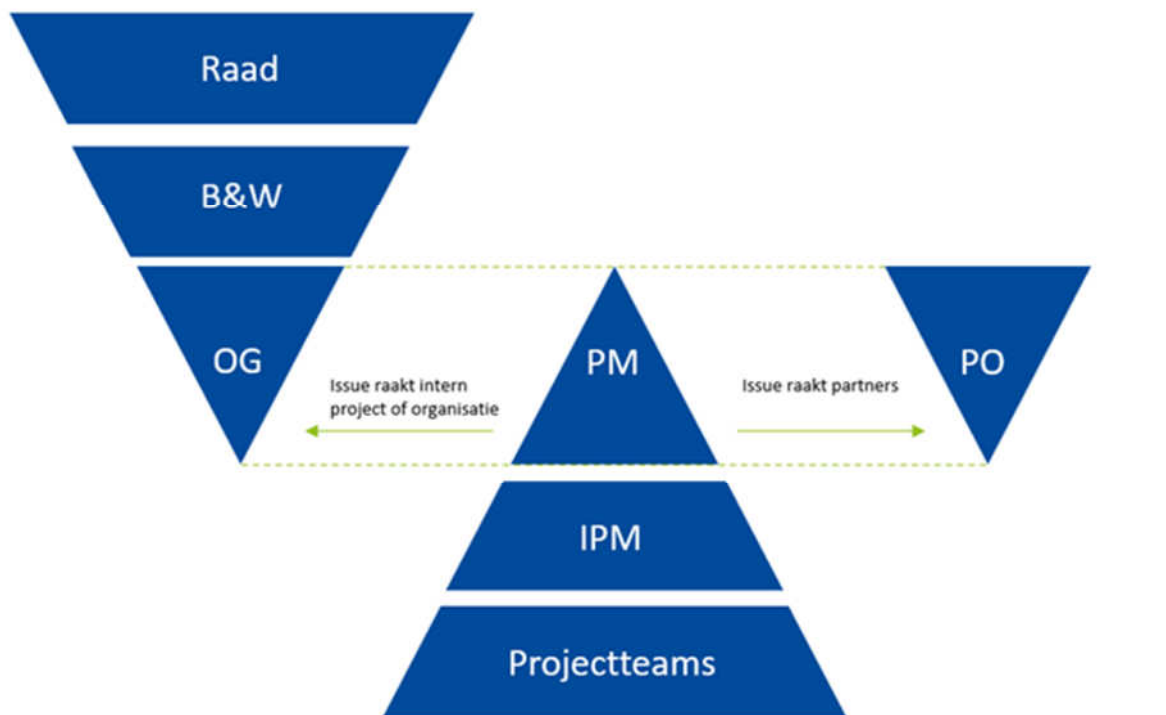 Raad
B&W
OG
Issue raakt intern
project of organisatie
PM
Issue raakt partners
PO
IPM
Projectteams